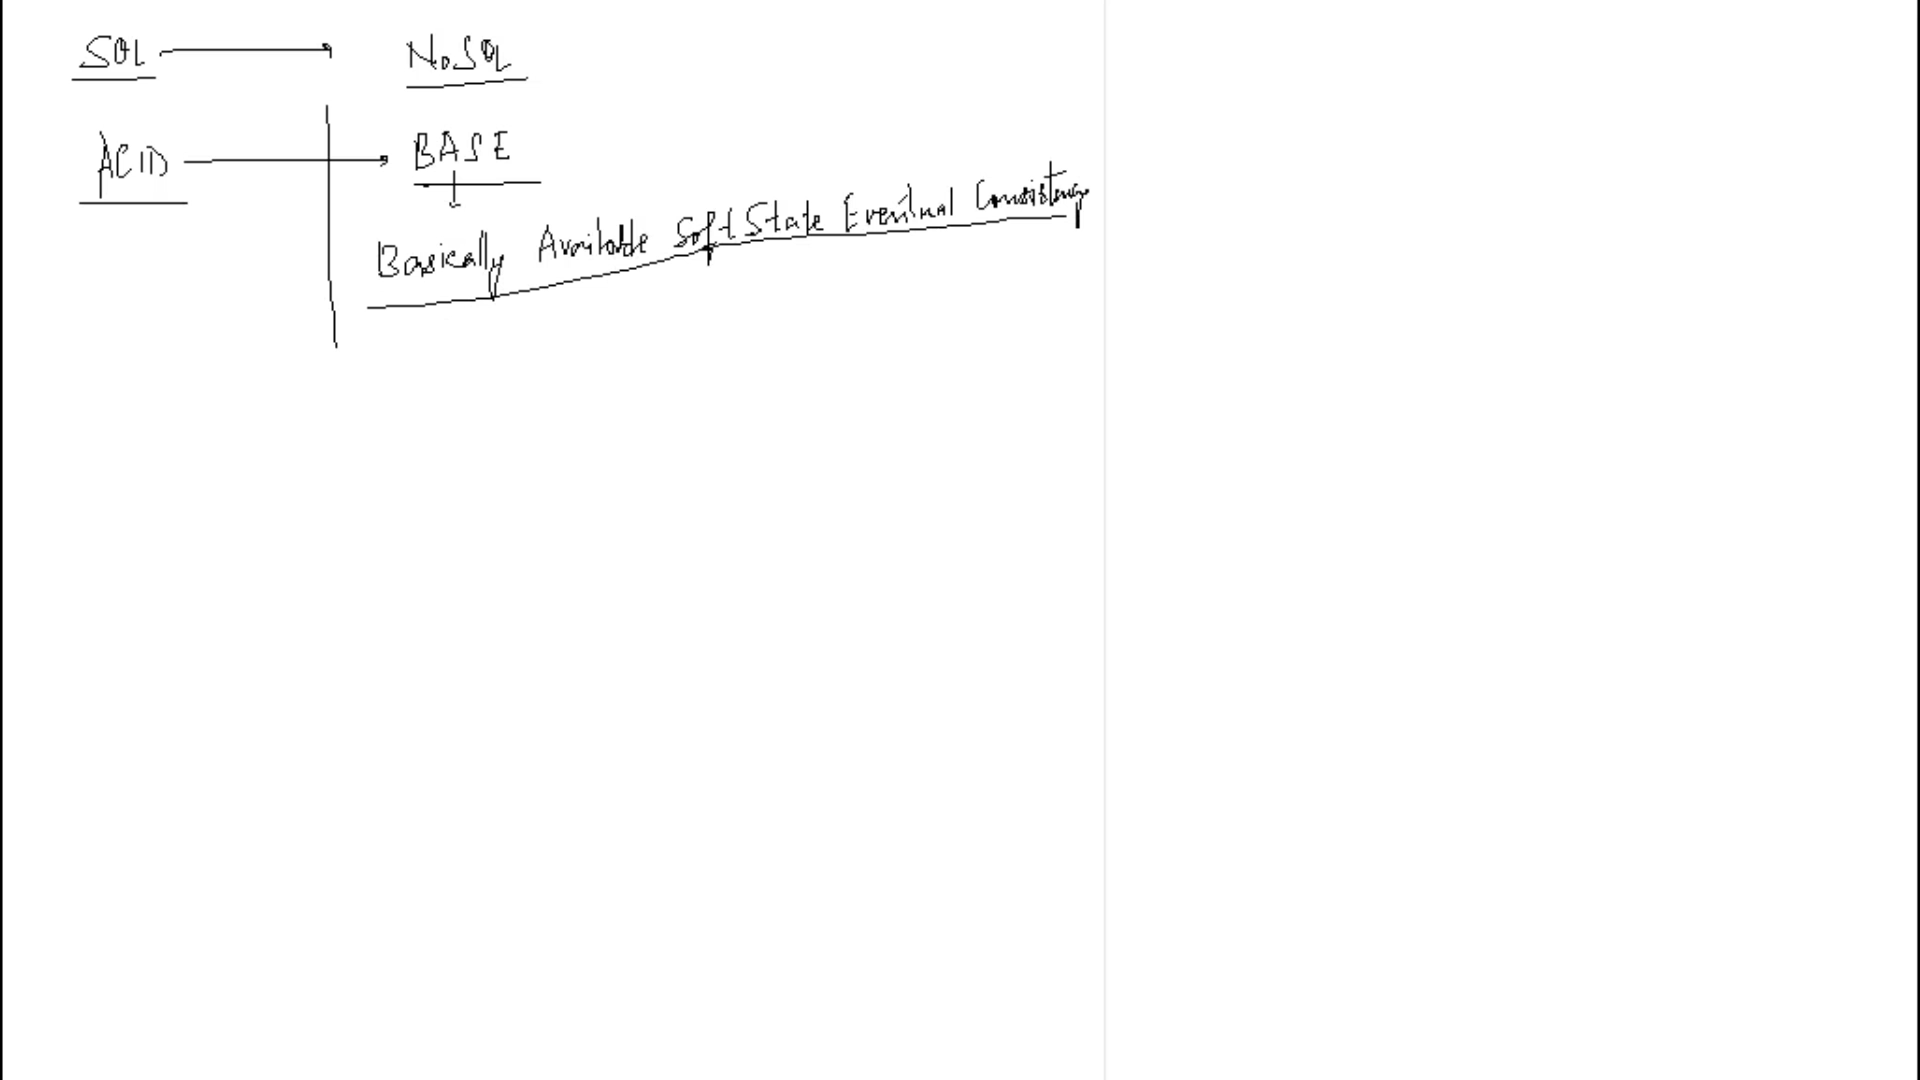 SQL NoSQL
ACID BASE
Basically Available Soft State Eventual Consistency